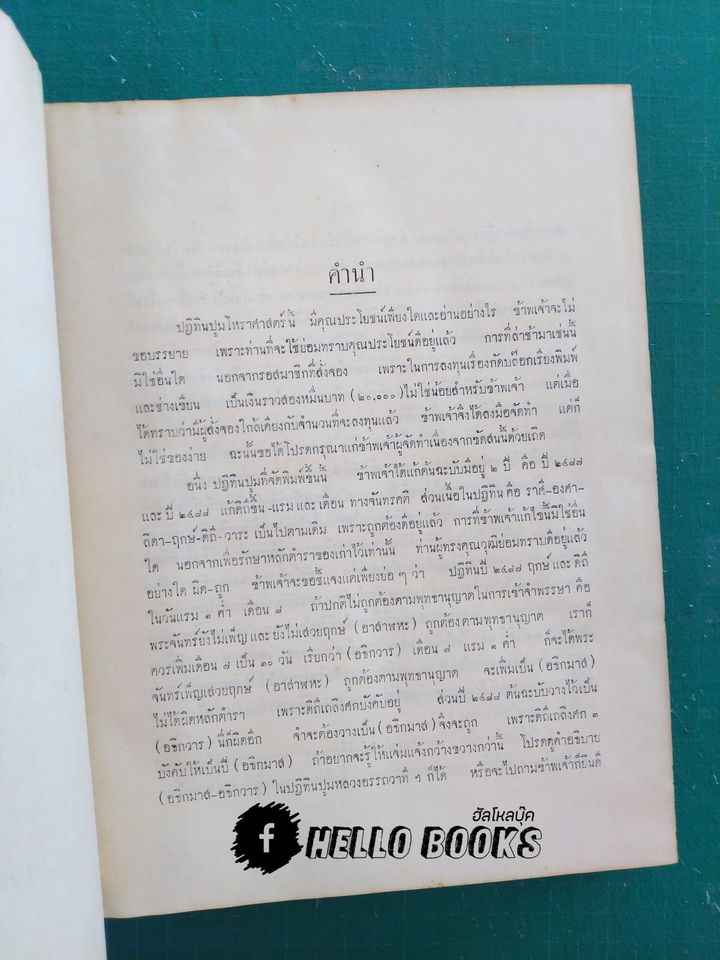 คำนำ
ปฏิทินปูมโหราศาสตร์นี้ มีคุณประโยชน์เพียงใดและอ่านอย่างไร ข้าพเจ้าจะไม่
ขอบรรยาย เพราะท่านที่จะใช้ย่อมทราบคุณประโยชน์ดีอยู่แล้ว การที่ล่าช้ามาเช่นนี้
มิใช่อื่นใด นอกจากรอสมาชิกที่สั่งจอง เพราะในการลงทุนเรื่องกับบล๊อกเรียงพิมพ์
และช่างเขียน เป็นเงินราวสองหมื่นบาท (๒๐,๐๐๐) ไม่ใช่น้อยสำหรับข้าพเจ้า แต่เมื่อ
ได้ทราบว่ามีผู้สั่งจองใกล้เคียงกับจำนวนที่จะลงทุนแล้ว ข้าพเจ้าจึงได้ลงมือจัดทำ แต่ก็
ไม่ใช่ของง่าย ฉะนั้นขอได้โปรดกรุณาแก่ข้าพเจ้าผู้จัดทำเนื่องจากขัดสนนี้ด้วยเถิด
อนึ่ง ปฏิทินปูมที่จัดพิมพ์ขึ้นนี้ ข้าพเจ้าได้แก้ต้นฉะบับมีอยู่ ๒ ปี คือ ปี ๒๔๗๗
และ ปี ๒๔๘๘ แก้ดิถีขึ้น-แรม และ เดือน ทางจันทรคติ ส่วนเนื้อในปฏิทิน คือ ราศี-องศา-
ลิดา-ฤกษ์-ดิถี-วาระ เป็นไปตามเดิม เพราะถูกต้องดีอยู่แล้ว การที่ข้าพเจ้าแก้ไขนี้มิใช่อื่น
ใด นอกจากเพื่อรักษาหลักตำราของเก่าไว้เท่านั้น ท่านผู้ทรงคุณวุฒิย่อมทราบดีอยู่แล้ว
อย่างใด ผิด-ถูก ข้าพเจ้าจะขอชี้แจงแต่เพียงย่อ ๆ ว่า ปฏิทินปี ๒๔๗๗ ฤกษ์ และ ดิถี
ในวันแรม ๑ ค่ำ เดือน ๘ ถ้าปกติไม่ถูกต้องตามพุทธานุญาตในการเข้าจำพรรษา คือ
พระจันทร์ยังไม่เพ็ญ และ ยังไม่เสวยฤกษ์ (อาสาฬหะ) ถูกต้อง ตามพุทธานุญาต เราก็
ควรเพิ่มเดือน ๗ เป็น ๓๐ วัน เรียกว่า (อธิกวาร) เดือน ๘ แรม ๑ ค่ำ ก็จะได้พระ
จันทร์เพ็ญเสวยฤกษ์ (อาสาฬหะ) ถูกต้องตามพุทธานุญาต จะเพิ่มเป็น (อธิกมาส)
ไม่ได้ผิดหลักตำรา เพราะดิถีเถลิงศกบังคับอยู่ ส่วนปี ๒๔๘๘ ต้นฉะบับวางไว้เป็น
(อธิกวาร) นี้ก็ผิดอีก จำจะต้องวางเป็น (อธิกมาส) จึ่งจะถูก เพราะดิถีเถลิงศก ๓
บังคับให้เป็นปี (อธิกมาส) ถ้าอยากจะรู้ให้แจ่มแจ้งกว้างขวางกว่านี้ โปรดดูคำอธิบาย
(อธิกมาส-อธิกวาร) ในปฏิทินปูมหลวงอรรถวาที ฯ ก็ได้ หรือจะไปถามข้าพเจ้าก็ยินดี
ฮัลโหลบุ๊ค
f HELLO BOOKS